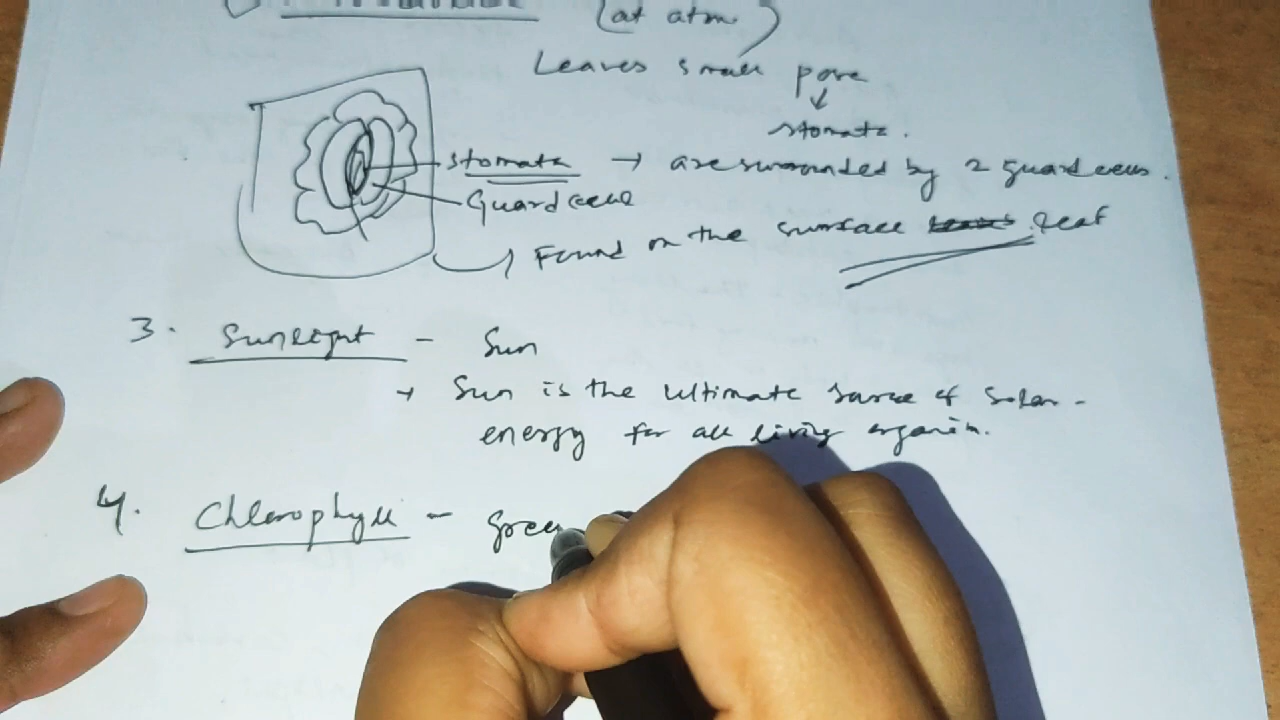 (at atm.)
Leaves small pore
↓
stomata.
stomata → are surrounded by 2 guard cells.
Guard cell
Found on the surface leaf
3. Sunlight - Sun
→ Sun is the ultimate source of Solar -
energy for all living organism.
4. Chlorophyll - green